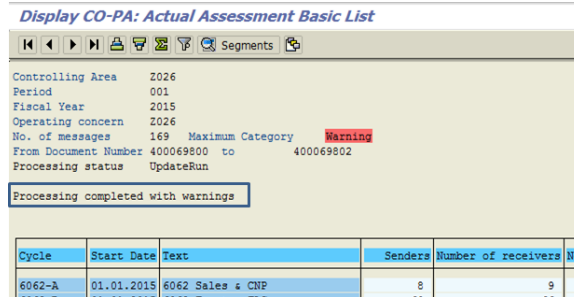 Display CO-PA: Actual Assessment Basic List
Segments
Controlling Area Z026
Period 001
Fiscal Year 2015
Operating concern Z026
No. of messages 169 Maximum Category Warning
From Document Number 400069800 to 400069802
Processing status UpdateRun
Processing completed with warnings
Cycle Start Date Text Senders Number of receivers N
6062-A 01.01.2015 6062 Sales & CNP 8 9